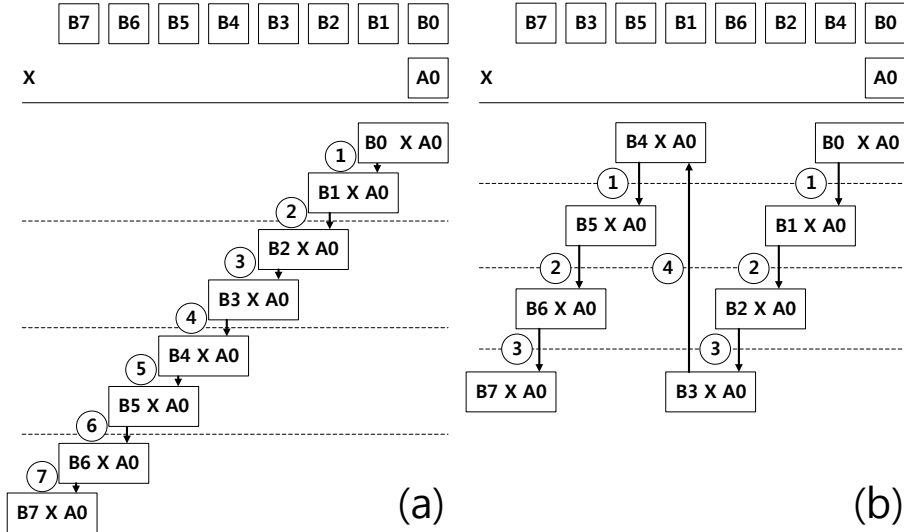 B7 B6 B5 B4 B3 B2 B1 B0
X A0
B0 X A0
1
B1 X A0
2
B2 X A0
3
B3 X A0
4
B4 X A0
5
B5 X A0
6
B6 X A0
7
B7 X A0
(a)
B7 B3 B5 B1 B6 B2 B4 B0
X A0
B4 X A0 B0 X A0
1 1
B5 X A0 B1 X A0
2 4 2
B6 X A0 B2 X A0
3 3
B7 X A0 B3 X A0
(b)